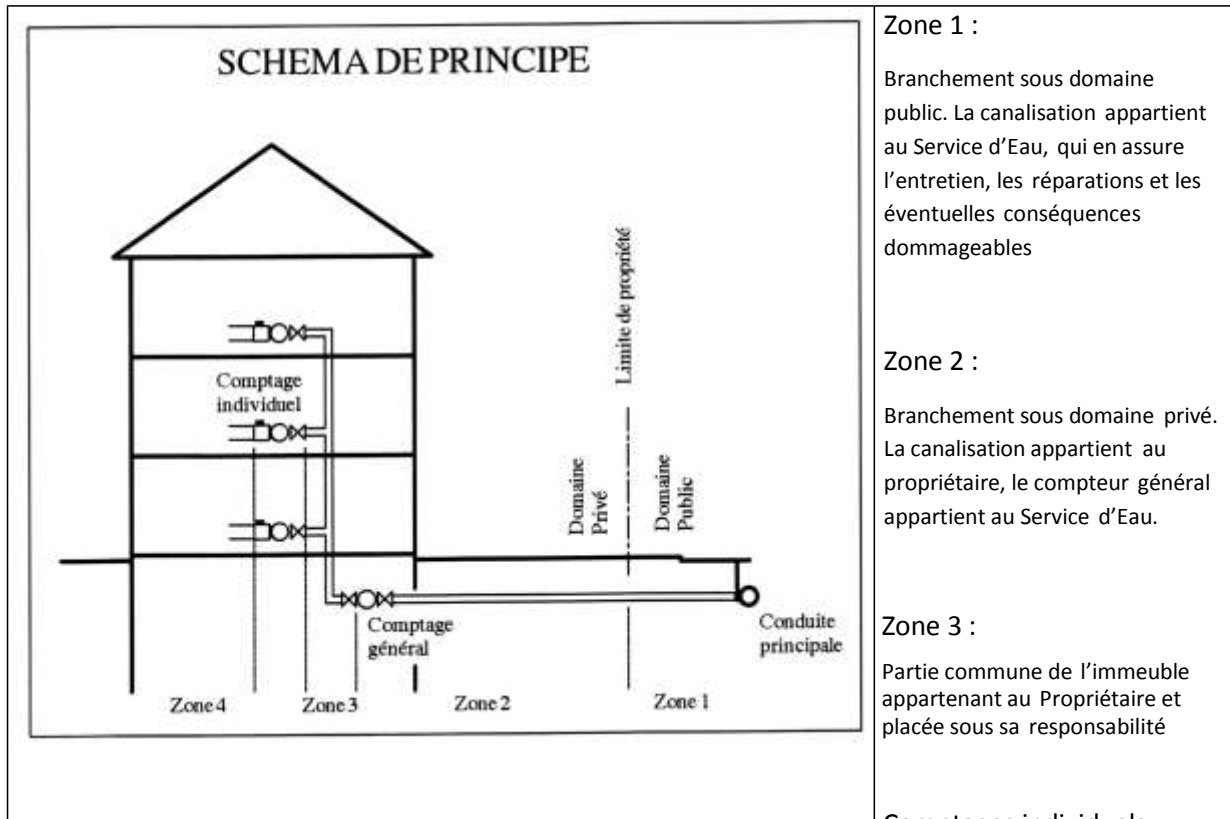 SCHEMA DE PRINCIPE
Limite de propriété
Comptage
individuel
Domaine
Privé
Domaine
Public
Comptage
général
Conduite
principale
Zone 4
Zone 3
Zone 2
Zone 1
Zone 1 :
Branchement sous domaine
public. La canalisation appartient
au Service d’Eau, qui en assure
l’entretien, les réparations et les
éventuelles conséquences
dommageables
Zone 2 :
Branchement sous domaine privé.
La canalisation appartient au
propriétaire, le compteur général
appartient au Service d’Eau.
Zone 3 :
Partie commune de l’immeuble
appartenant au Propriétaire et
placée sous sa responsabilité